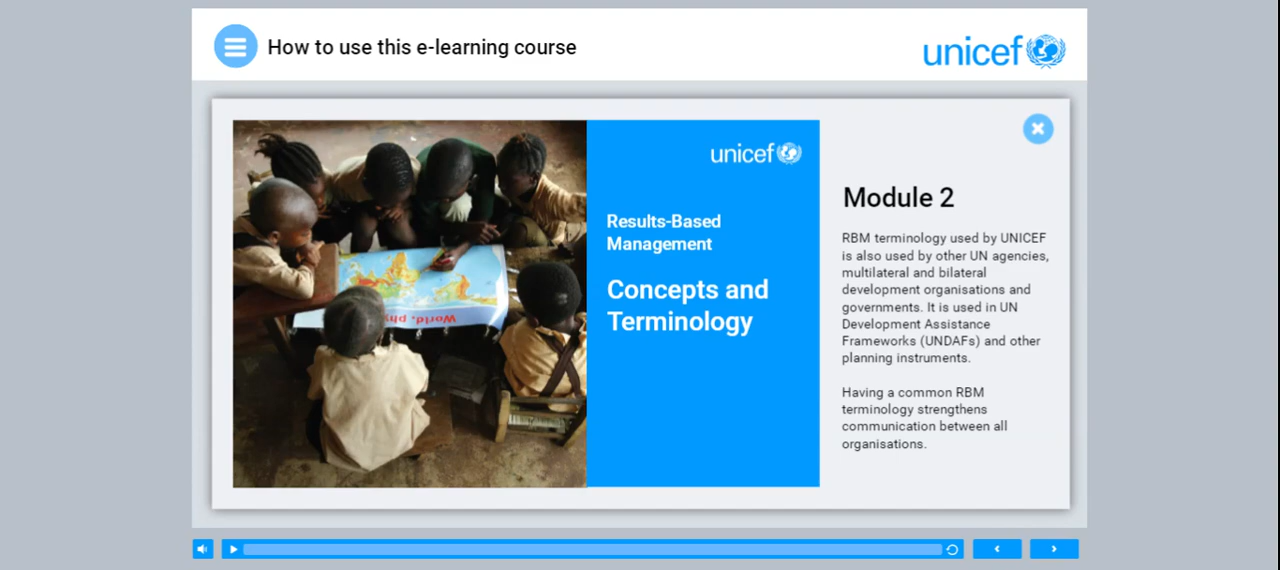 How to use this e-learning course
unicef
unicef
Results-Based
Management
Concepts and
Terminology
World, phy
Module 2
RBM terminology used by UNICEF
is also used by other UN agencies,
multilateral and bilateral
development organisations and
governments. It is used in UN
Development Assistance
Frameworks (UNDAFs) and other
planning instruments.
Having a common RBM
terminology strengthens
communication between all
organisations.